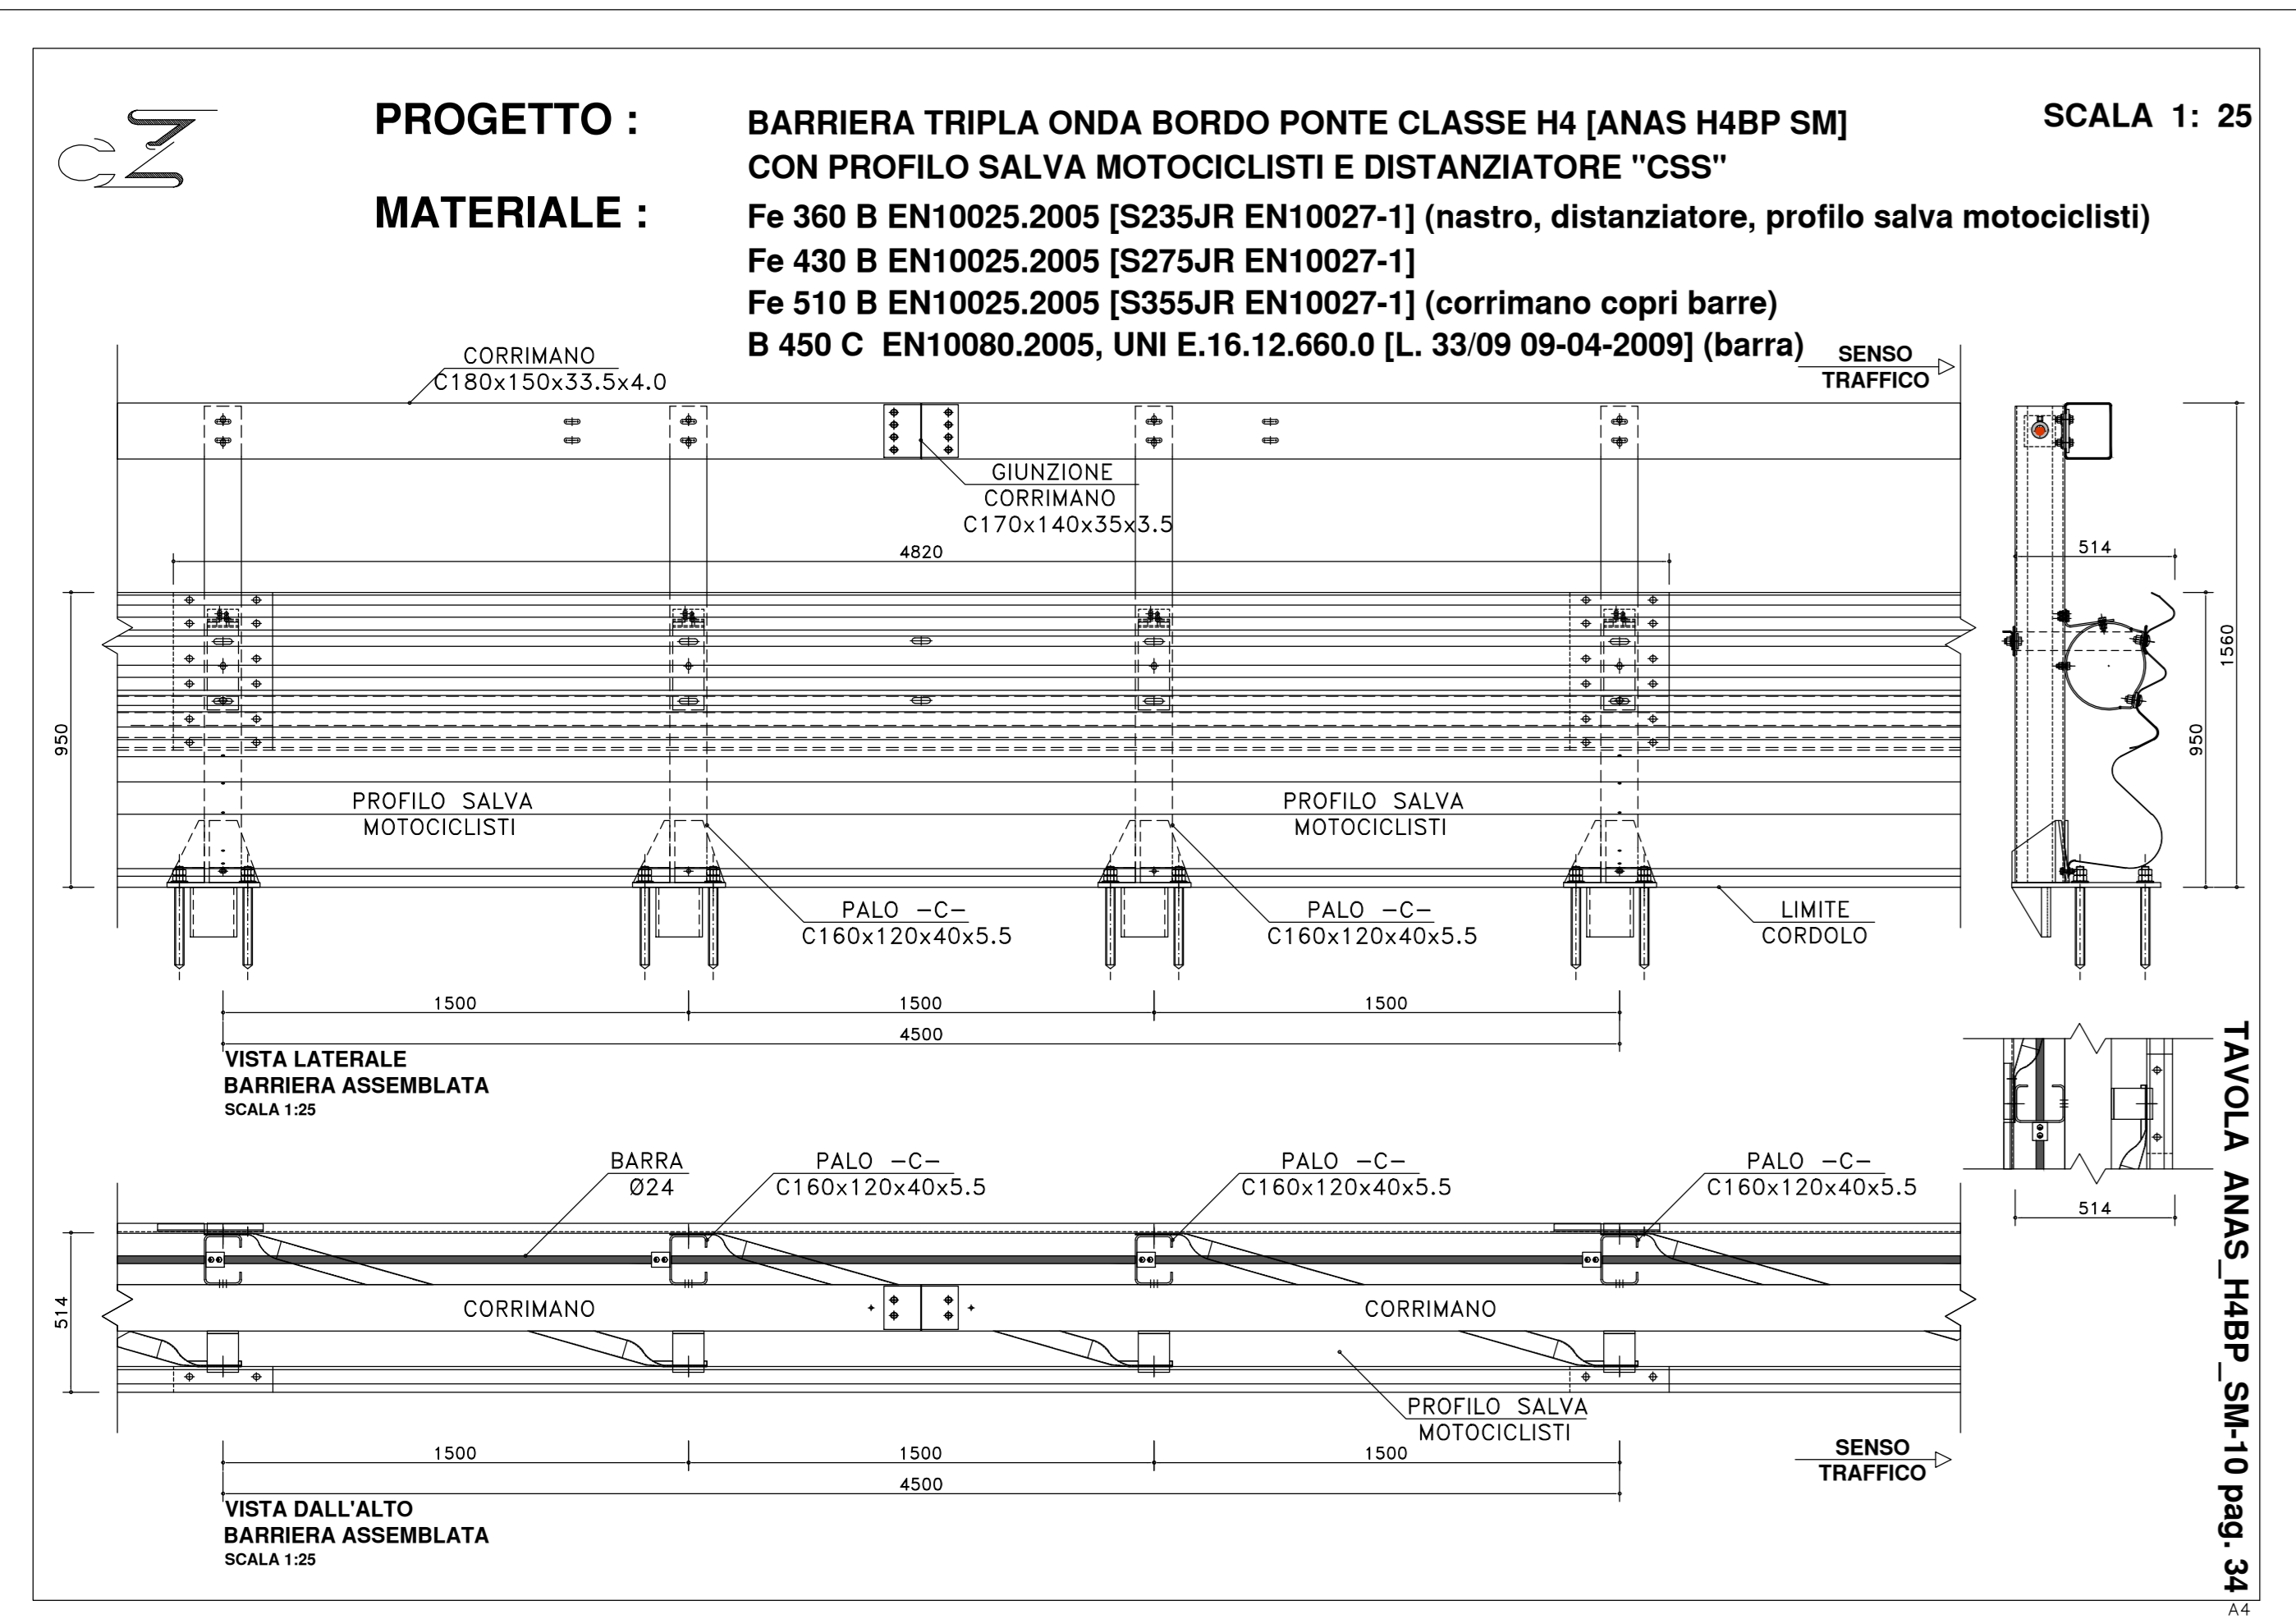 PROGETTO :
BARRIERA TRIPLA ONDA BORDO PONTE CLASSE H4 [ANAS H4BP SM]
SCALA 1: 25
CON PROFILO SALVA MOTOCICLISTI E DISTANZIATORE "CSS"
MATERIALE :
Fe 360 B EN10025.2005 [S235JR EN10027-1] (nastro, distanziatore, profilo salva motociclisti)
Fe 430 B EN10025.2005 [S275JR EN10027-1]
Fe 510 B EN10025.2005 [S355JR EN10027-1] (corrimano copri barre)
B 450 C EN10080.2005, UNI E.16.12.660.0 [L. 33/09 09-04-2009] (barra)
SENSO
TRAFFICO
CORRIMANO
C180x150x33.5x4.0
GIUNZIONE
CORRIMANO
C170x140x35x3.5
4820
514
950
1560
950
PROFILO SALVA
MOTOCICLISTI
PROFILO SALVA
MOTOCICLISTI
PALO -C-
C160x120x40x5.5
PALO -C-
C160x120x40x5.5
LIMITE
CORDOLO
1500
1500
1500
4500
VISTA LATERALE
BARRIERA ASSEMBLATA
SCALA 1:25
BARRA
Ø24
PALO -C-
C160x120x40x5.5
PALO -C-
C160x120x40x5.5
PALO -C-
C160x120x40x5.5
514
514
CORRIMANO
CORRIMANO
PROFILO SALVA
MOTOCICLISTI
1500
1500
1500
4500
SENSO
TRAFFICO
VISTA DALL'ALTO
BARRIERA ASSEMBLATA
SCALA 1:25
TAVOLA ANAS_H4BP_SM-10 pag. 34
A4